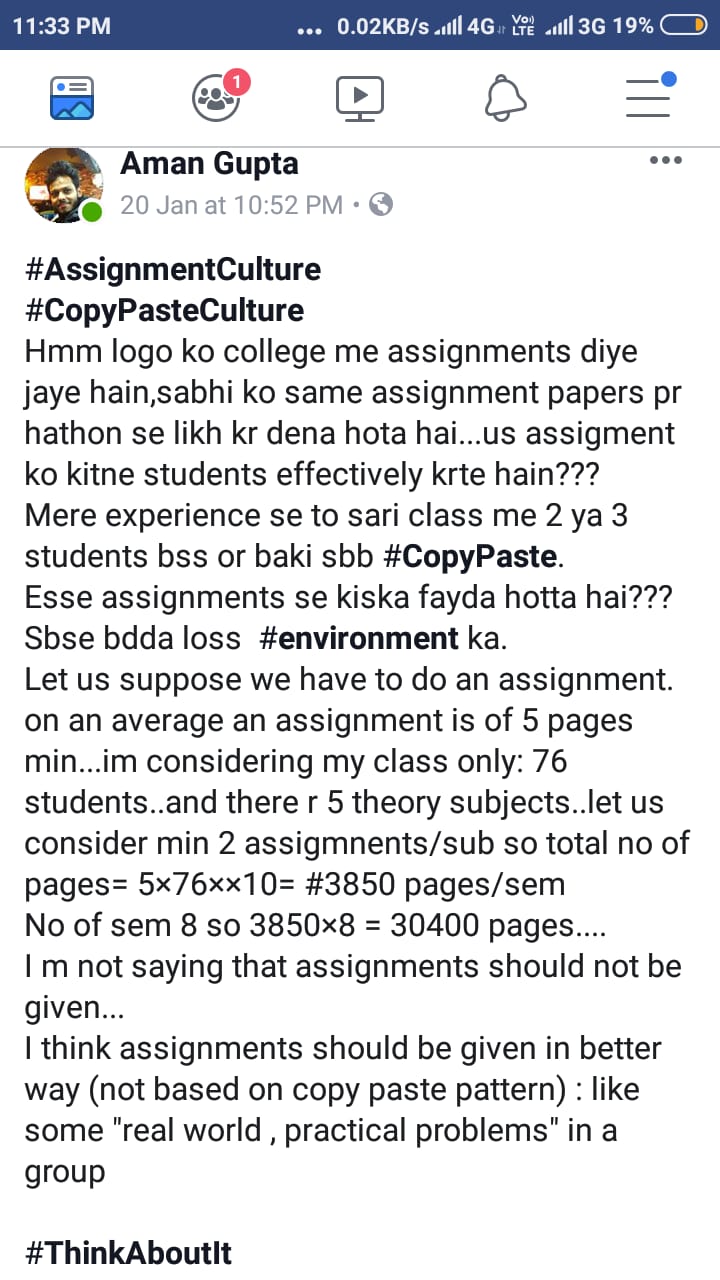 11:33 PM ... 0.02KB/s 4G VoLTE 3G 19%
1
Aman Gupta
20 Jan at 10:52 PM •
#AssignmentCulture
#CopyPasteCulture
Hmm logo ko college me assignments diye
jaye hain,sabhi ko same assignment papers pr
hathon se likh kr dena hota hai...us assigment
ko kitne students effectively krte hain???
Mere experience se to sari class me 2 ya 3
students bss or baki sbb #CopyPaste.
Esse assignments se kiska fayda hotta hai???
Sbse bdda loss  #environment ka.
Let us suppose we have to do an assignment.
on an average an assignment is of 5 pages
min...im considering my class only: 76
students..and there r 5 theory subjects..let us
consider min 2 assigmnents/sub so total no of
pages= 5×76××10= #3850 pages/sem
No of sem 8 so 3850×8 = 30400 pages....
I m not saying that assignments should not be
given...
I think assignments should be given in better
way (not based on copy paste pattern) : like
some "real world , practical problems" in a
group
#ThinkAboutIt